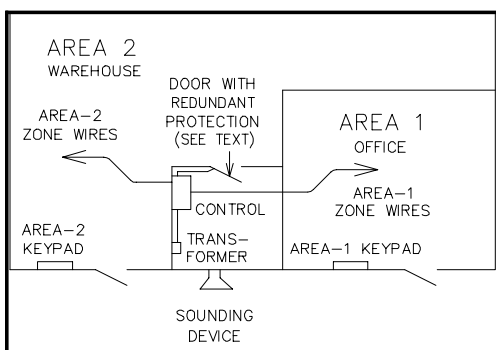 AREA 2
WAREHOUSE
DOOR WITH
REDUNDANT
PROTECTION
(SEE TEXT)
AREA-2
ZONE WIRES
AREA 1
OFFICE
AREA-1
ZONE WIRES
CONTROL
AREA-2
KEYPAD
TRANS-
FORMER
AREA-1 KEYPAD
SOUNDING
DEVICE